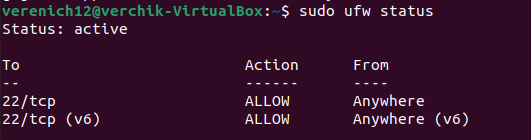 verenich12@verchik-VirtualBox:~$ sudo ufw status
Status: active
To Action From
-- ------ ----
22/tcp ALLOW Anywhere
22/tcp (v6) ALLOW Anywhere (v6)